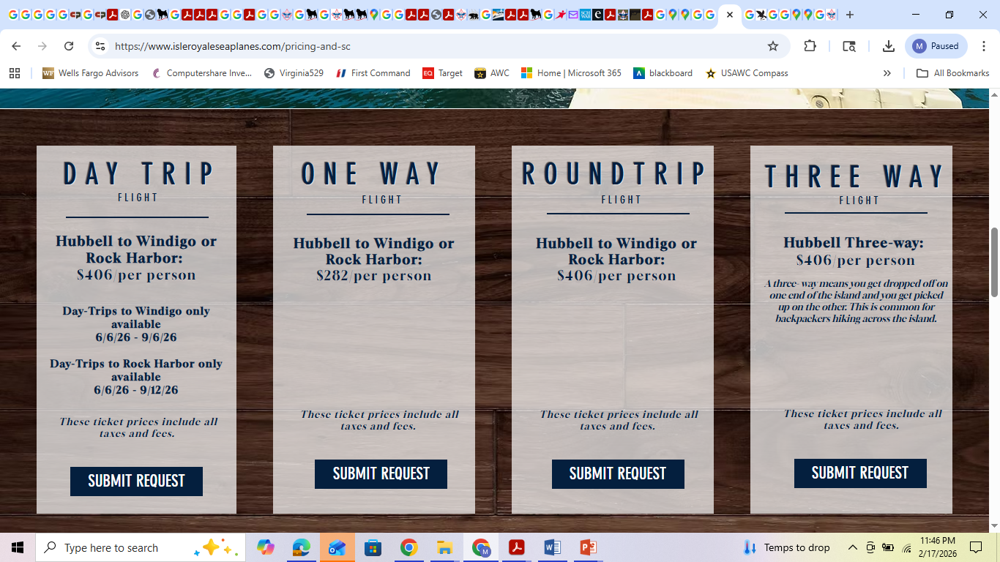 https://www.isleroyaleseaplanes.com/pricing-and-sc
M Paused
Wells Fargo Advisors
Computershare Inve...
Virginia529
First Command
EQ Target
AWC
Home | Microsoft 365
blackboard
USAWC Compass
»
All Bookmarks
DAY TRIP
FLIGHT
Hubbell to Windigo or
Rock Harbor:
$406/per person
Day-Trips to Windigo only
available
6/6/26 - 9/6/26
Day-Trips to Rock Harbor only
available
6/6/26 - 9/12/26
These ticket prices include all
taxes and fees.
SUBMIT REQUEST
ONE WAY
FLIGHT
Hubbell to Windigo or
Rock Harbor:
$282/per person
These ticket prices include all
taxes and fees.
SUBMIT REQUEST
ROUNDTRIP
FLIGHT
Hubbell to Windigo or
Rock Harbor:
$406/per person
These ticket prices include all
taxes and fees.
SUBMIT REQUEST
THREE WAY
FLIGHT
Hubbell Three-way:
$406/per person
A three- way means you get dropped off on
one end of the island and you get picked
up on the other. This is common for
backpackers hiking across the island.
These ticket prices include all
taxes and fees.
SUBMIT REQUEST
Type here to search
Temps to drop
11:46 PM
2/17/2026